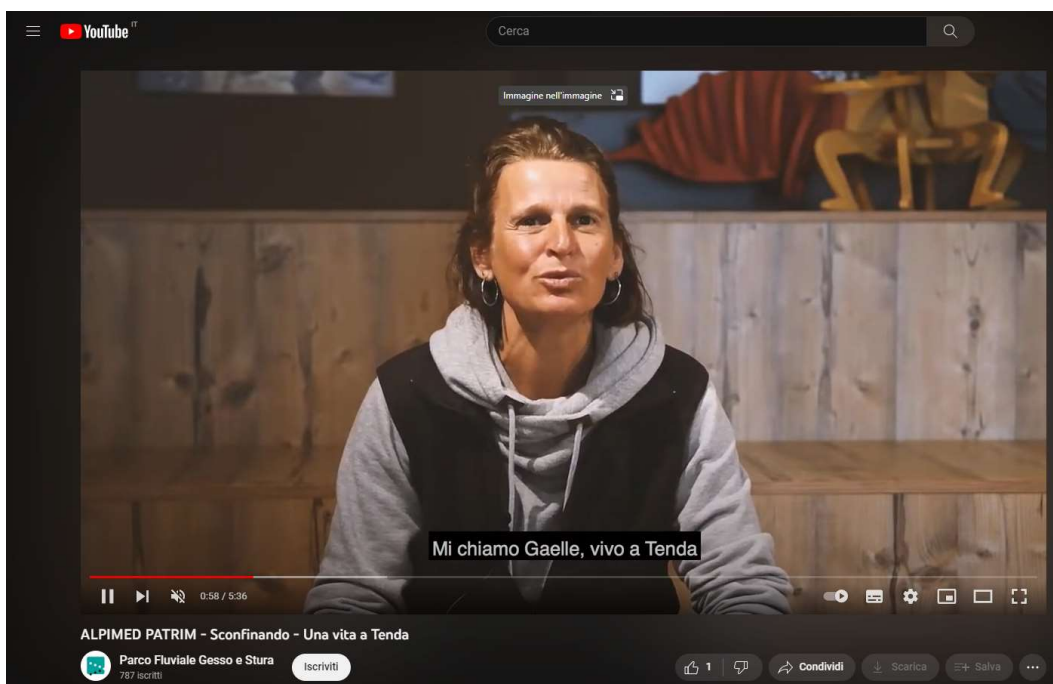 YouTube IT
Cerca
Immagine nell'immagine
Mi chiamo Gaelle, vivo a Tenda
0:58 / 5:36
ALPIMED PATRIM - Sconfinando - Una vita a Tenda
Parco Fluviale Gesso e Stura
787 iscritti
Iscriviti
1
Condividi
Scarica
Salva